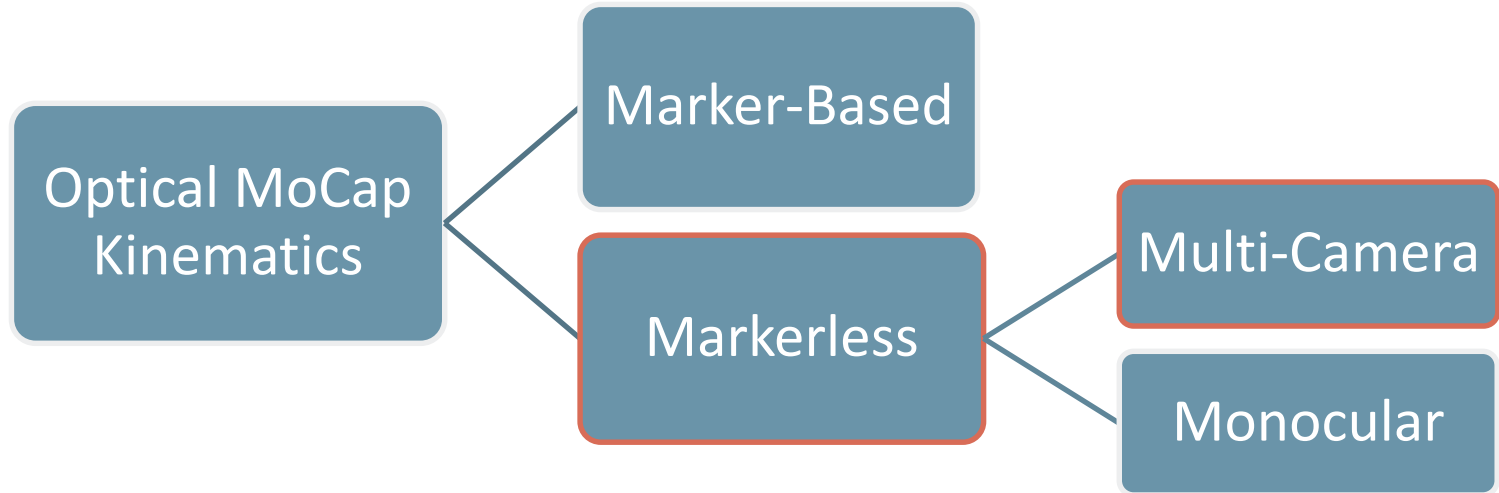 Optical MoCap
Kinematics
Marker-Based
Markerless
Multi-Camera
Monocular